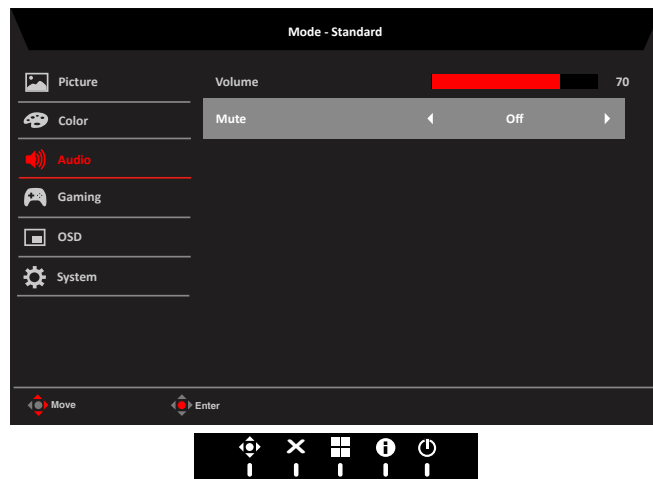 Mode - Standard
Picture
Volume 70
Color
Mute Off
Audio
Gaming
OSD
System
Move Enter